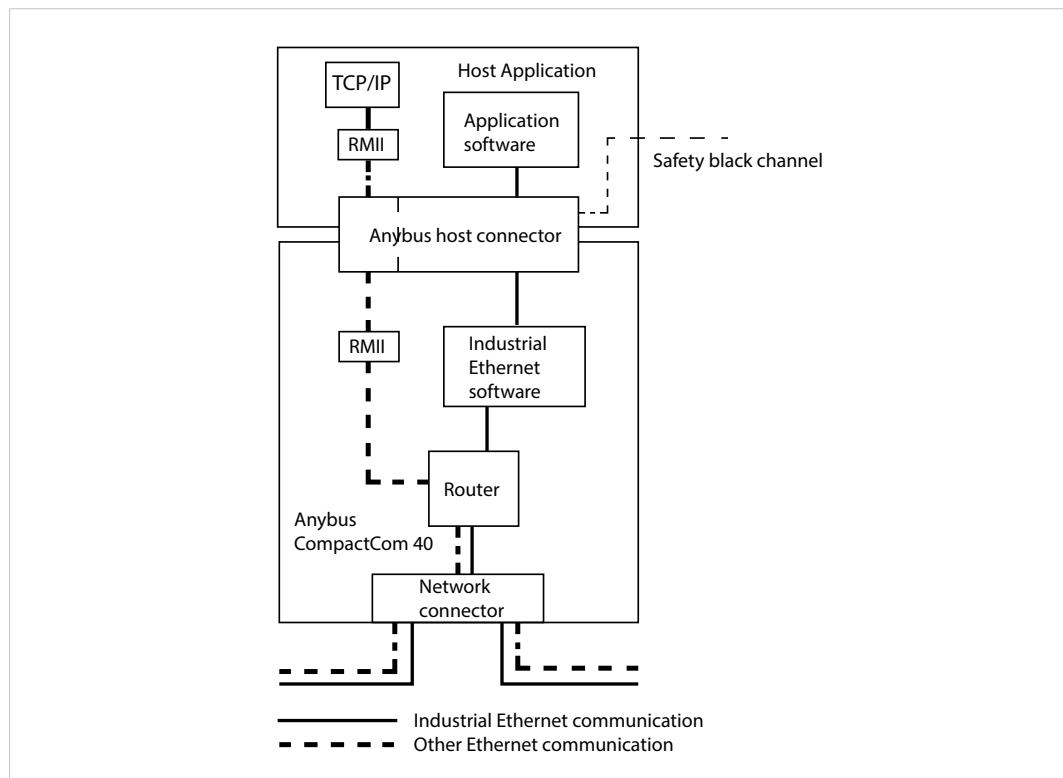 Host Application
TCP/IP
Application
software
RMII
Safety black channel
Anybus host connector
RMII
Industrial
Ethernet
software
Router
Anybus
CompactCom 40
Network
connector
Industrial Ethernet communication
Other Ethernet communication